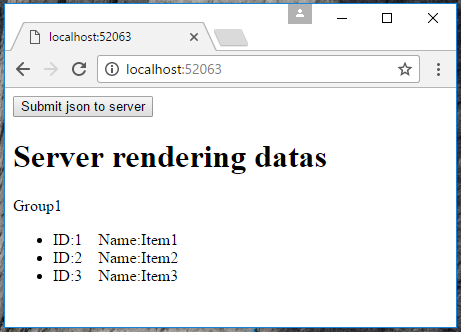 localhost:52063
localhost:52063
Submit json to server
Server rendering datas
Group1
ID:1 Name:Item1
ID:2 Name:Item2
ID:3 Name:Item3